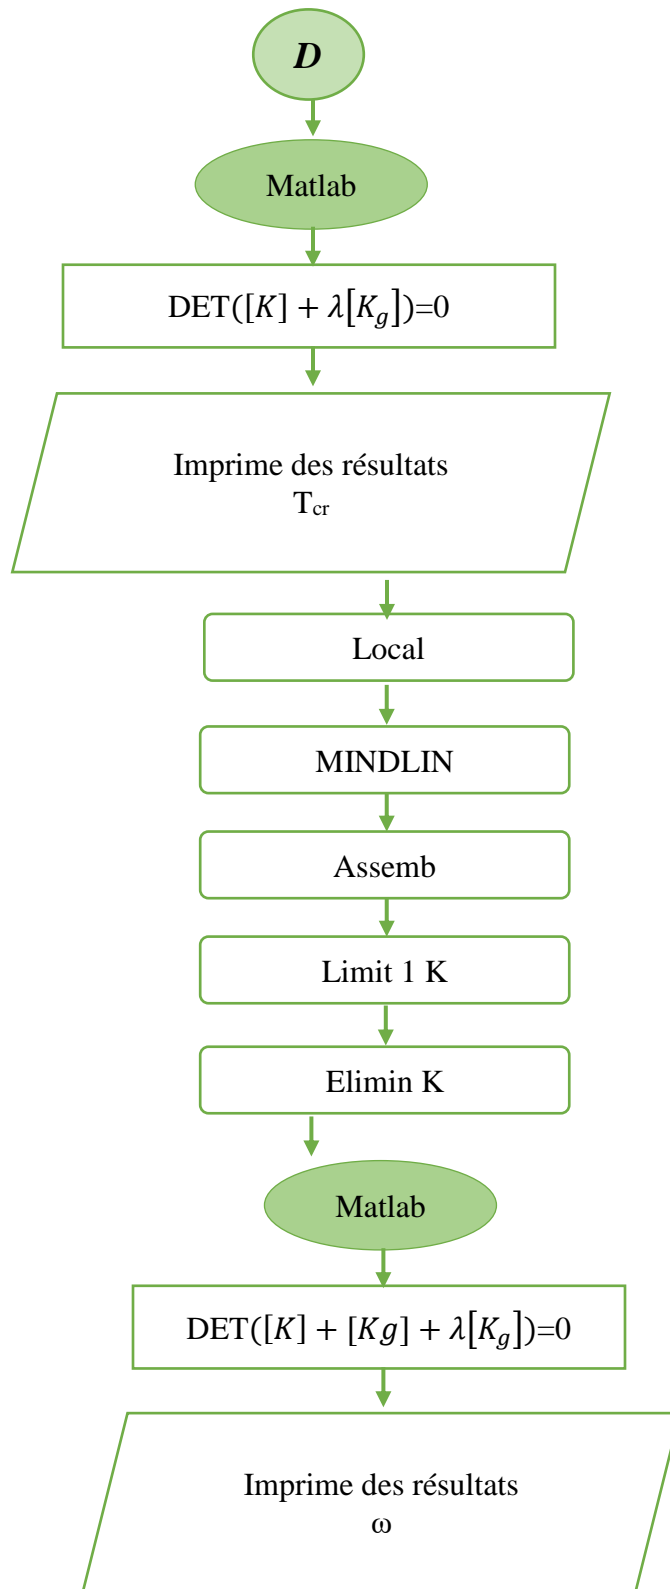 D
Matlab
DET([K] + λ[K_g])=0
Imprime des résultats
T_cr
Local
MINDLIN
Assemb
Limit 1 K
Elimin K
Matlab
DET([K] + [Kg] + λ[K_g])=0
Imprime des résultats
ω